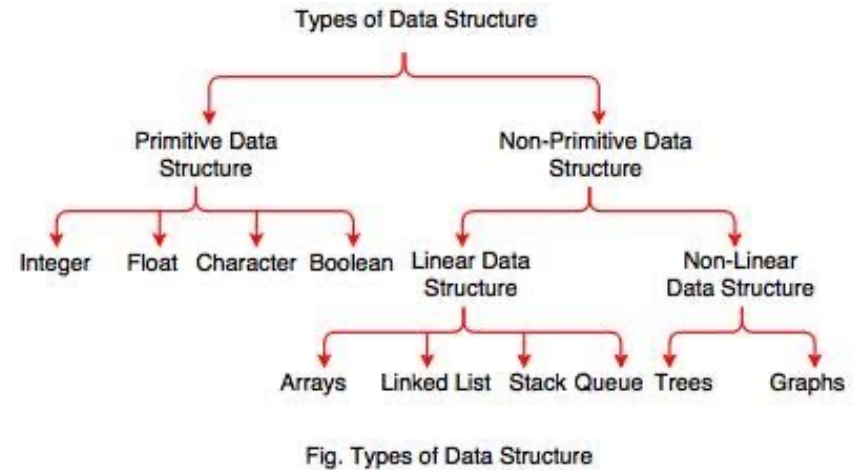 Types of Data Structure
Primitive Data
Structure
Non-Primitive Data
Structure
Integer
Float
Character
Boolean
Linear Data
Structure
Non-Linear
Data Structure
Arrays
Linked List
Stack
Queue
Trees
Graphs
Fig. Types of Data Structure